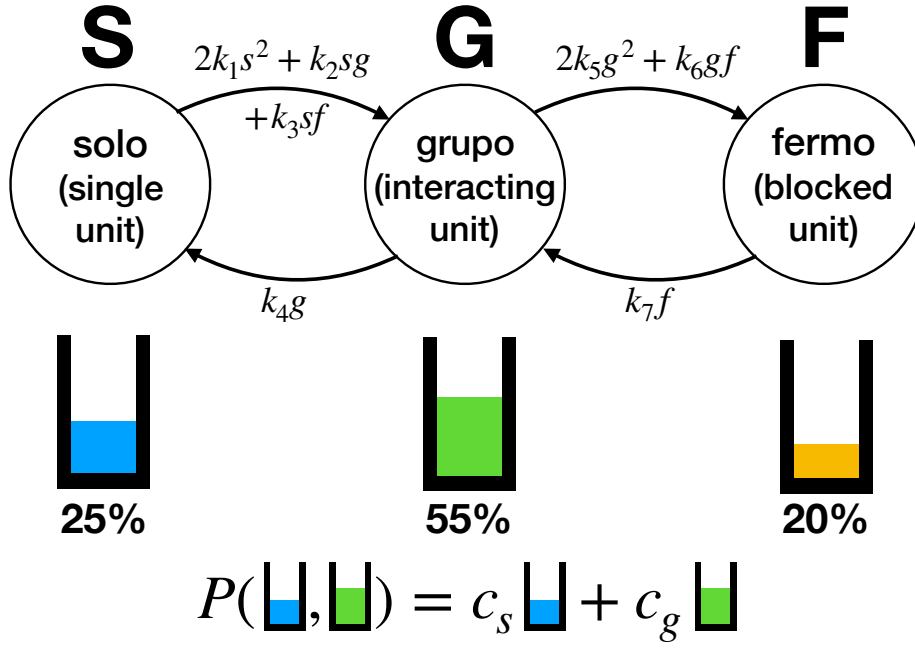 S G F
2k₁s² + k₂sg
+k₃sf
2k₅g² + k₆gf
solo
(single
unit)
grupo
(interacting
unit)
fermo
(blocked
unit)
k₄g
k₇f
25% 55% 20%
P( , ) = cₛ + c_g